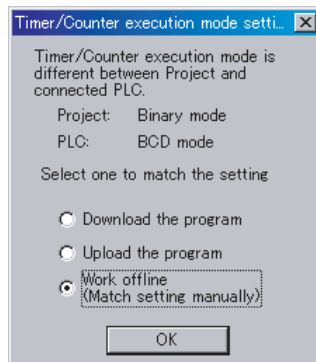 Timer/Counter execution mode setti...
Timer/Counter execution mode is
different between Project and
connected PLC.
Project: Binary mode
PLC: BCD mode
Select one to match the setting
Download the program
Upload the program
Work offline
(Match setting manually)
OK